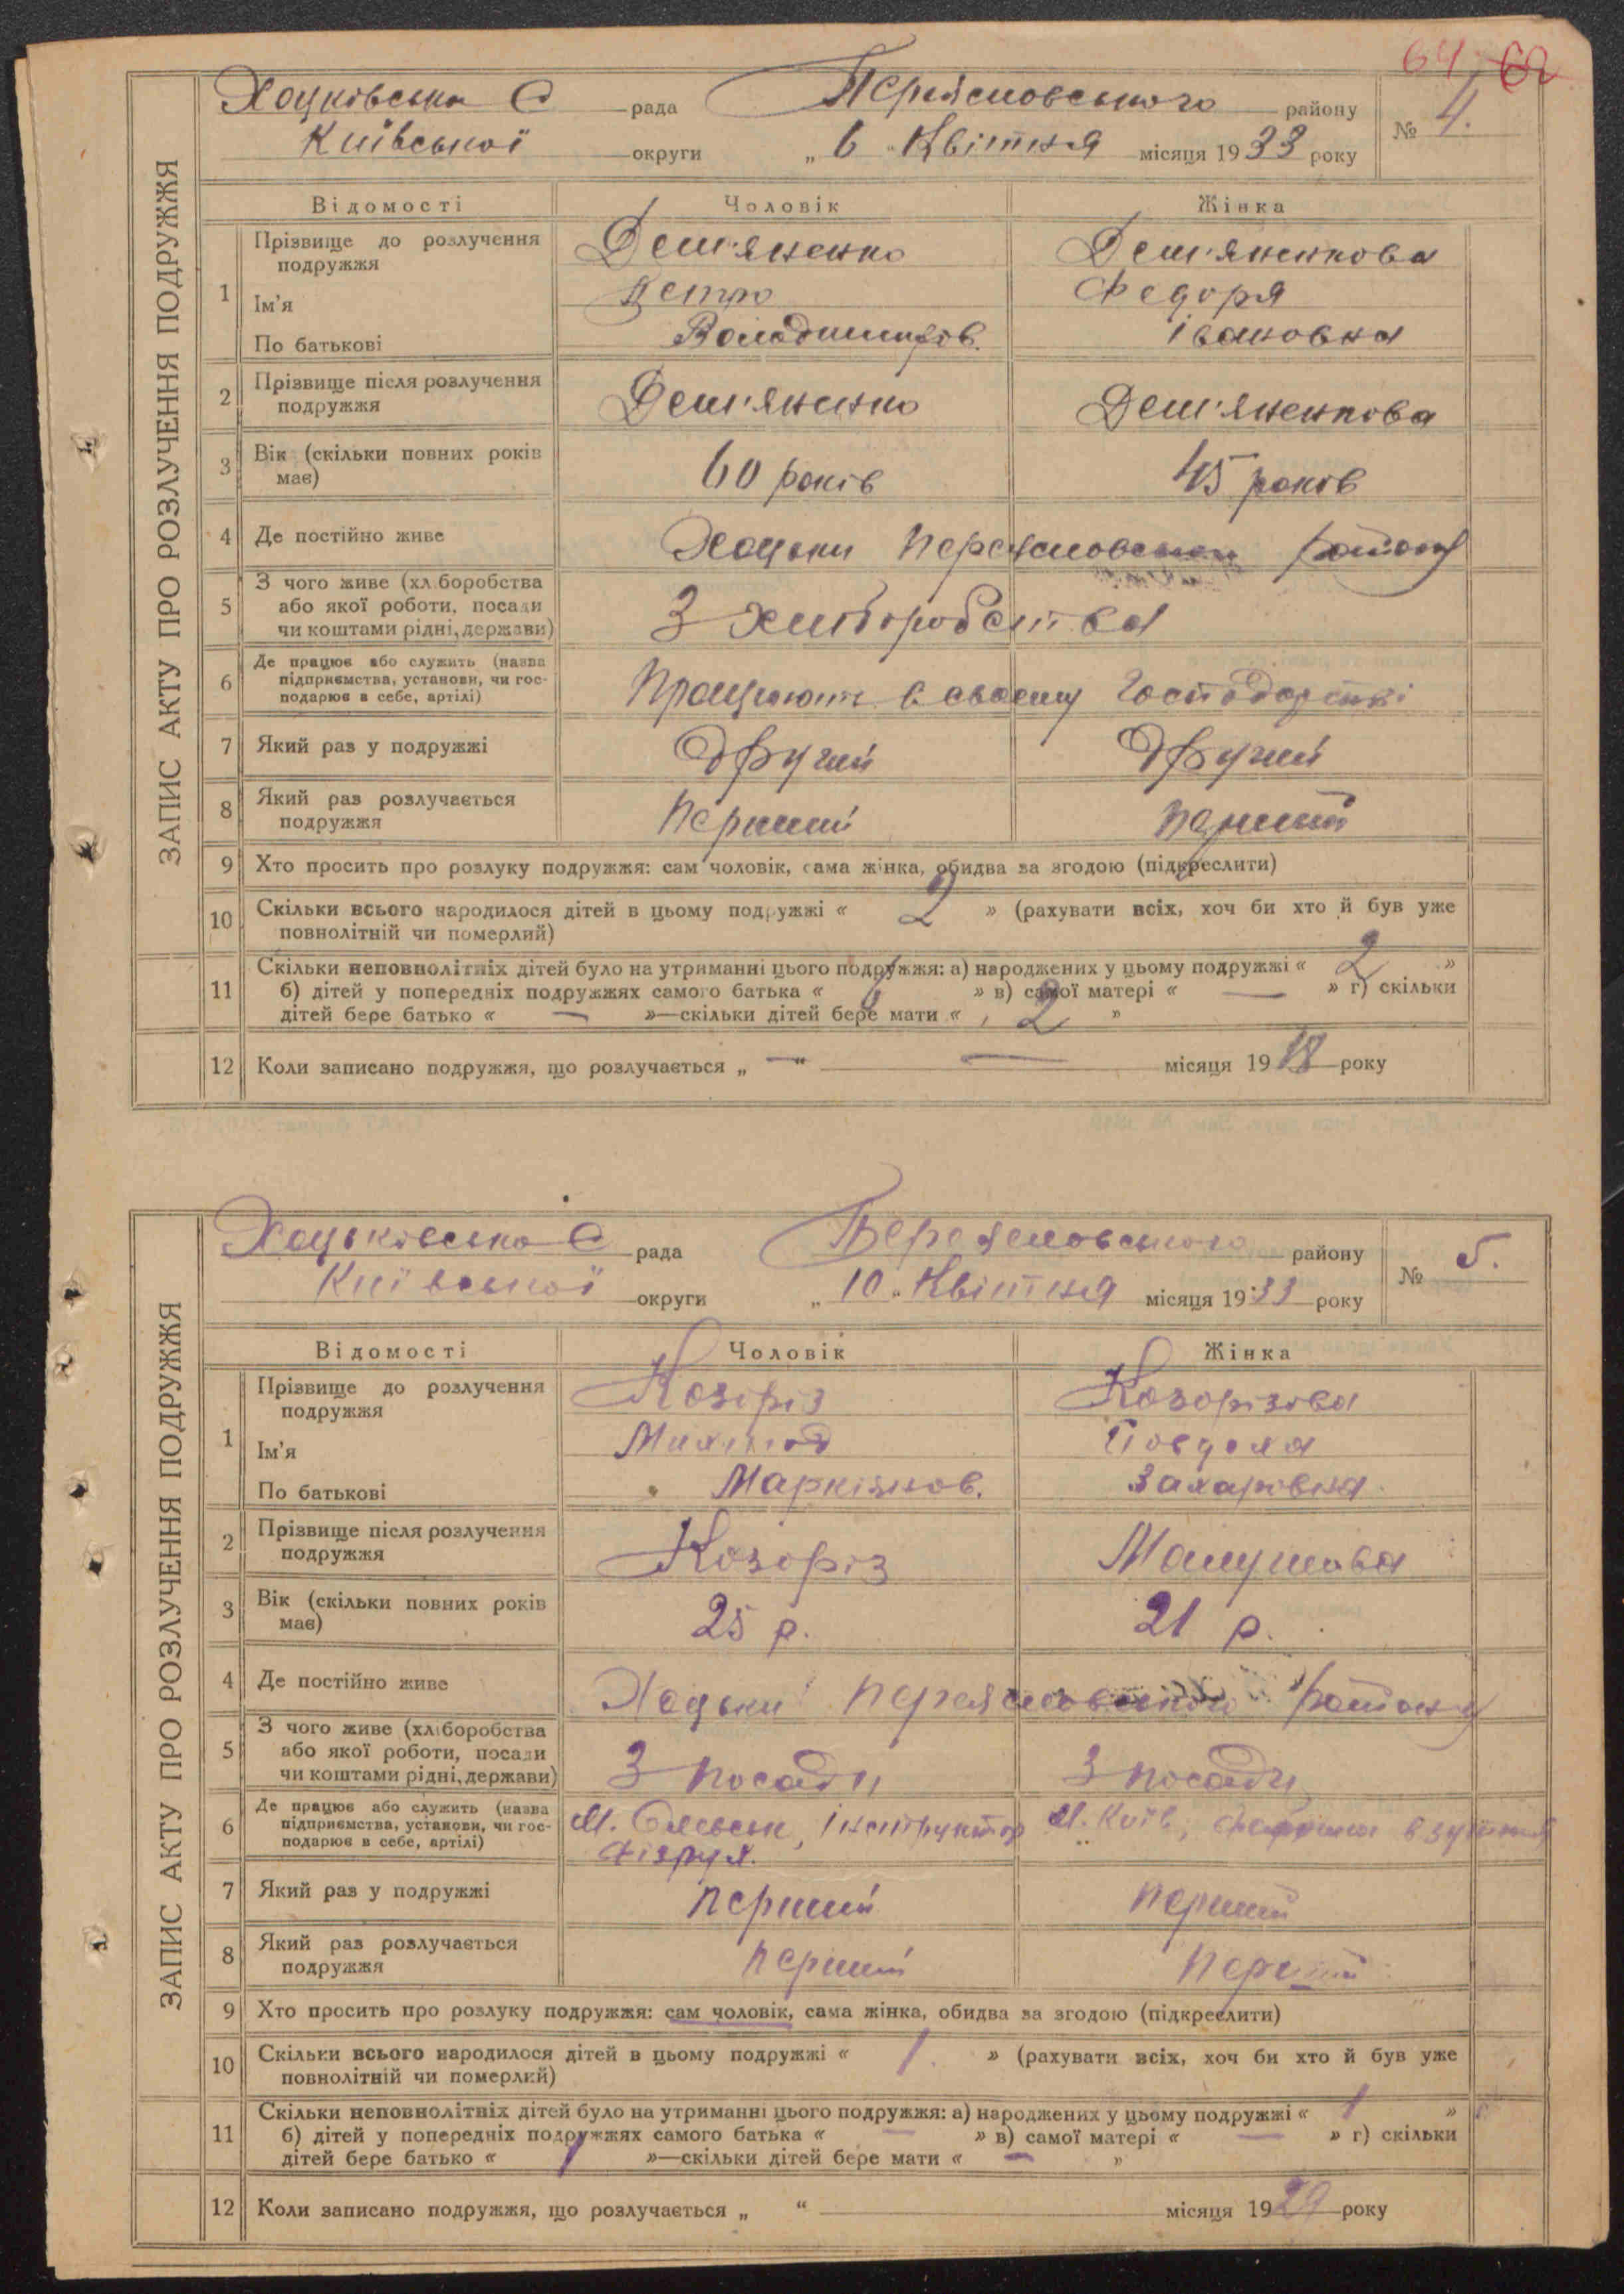 64 62
ЗАПИС АКТУ ПРО РОЗЛУЧЕННЯ ПОДРУЖЖЯ
Хоцківська С рада Переяславського району № 4.
Київської округи „ 6 " Квітня місяця 1933 року
Відомості Чоловік Жінка
1 Прізвище до розлучення подружжя Дем'яненко Дем'яненкова
Ім'я Петро Федоря
По батькові Володимиров. Івановна
2 Прізвище після розлучення подружжя Дем'яненко Дем'яненкова
3 Вік (скільки повних років має) 60 років 45 років
4 Де постійно живе Хоцьки Переяславськ району
5 З чого живе (хліборобства
або якої роботи, посади
чи коштами рідні, держави) З хліборобства
6 Де працює або служить (назва
підприємства, установи, чи гос-
подарює в себе, артілі) Працюють в своєму господарстві
7 Який раз у подружжі Другий Другий
8 Який раз розлучається подружжя Перший Перший
9 Хто просить про розлуку подружжя: сам чоловік, сама жінка, обидва за згодою (підкреслити)
10 Скільки всього народилося дітей в цьому подружжі « 2 » (рахувати всіх, хоч би хто й був уже
повнолітній чи померлий)
11 Скільки неповнолітніх дітей було на утриманні цього подружжя: а) народжених у цьому подружжі « 2 »
б) дітей у попередніх подружжях самого батька « » в) самої матері « — » г) скільки
дітей бере батько « — »—скільки дітей бере мати « 2 »
12 Коли записано подружжя, що розлучається „ — “ — місяця 1918 року
ЗАПИС АКТУ ПРО РОЗЛУЧЕННЯ ПОДРУЖЖЯ
Хоцьківська С рада Переяславського району № 5.
Київської округи „ 10 " Квітня місяця 1933 року
Відомості Чоловік Жінка
1 Прізвище до розлучення подружжя Козоріз Козорізова
Ім'я
По батькові Маркіянов. Захаровна
2 Прізвище після розлучення подружжя Козоріз
3 Вік (скільки повних років має) 25 р. 21 р.
4 Де постійно живе Хоцьки Переяславського району
5 З чого живе (хліборобства
або якої роботи, посади
чи коштами рідні, держави) З посади З посади
6 Де працює або служить (назва
підприємства, установи, чи гос-
подарює в себе, артілі) М. інструктор М. Київ, фабрика взуття
7 Який раз у подружжі перший перший
8 Який раз розлучається подружжя перший перший
9 Хто просить про розлуку подружжя: сам чоловік, сама жінка, обидва за згодою (підкреслити)
10 Скільки всього народилося дітей в цьому подружжі « 1 » (рахувати всіх, хоч би хто й був уже
повнолітній чи померлий)
11 Скільки неповнолітніх дітей було на утриманні цього подружжя: а) народжених у цьому подружжі « 1 »
б) дітей у попередніх подружжях самого батька « — » в) самої матері « — » г) скільки
дітей бере батько « 1 »—скільки дітей бере мати « — »
12 Коли записано подружжя, що розлучається „ “ місяця 1929 року